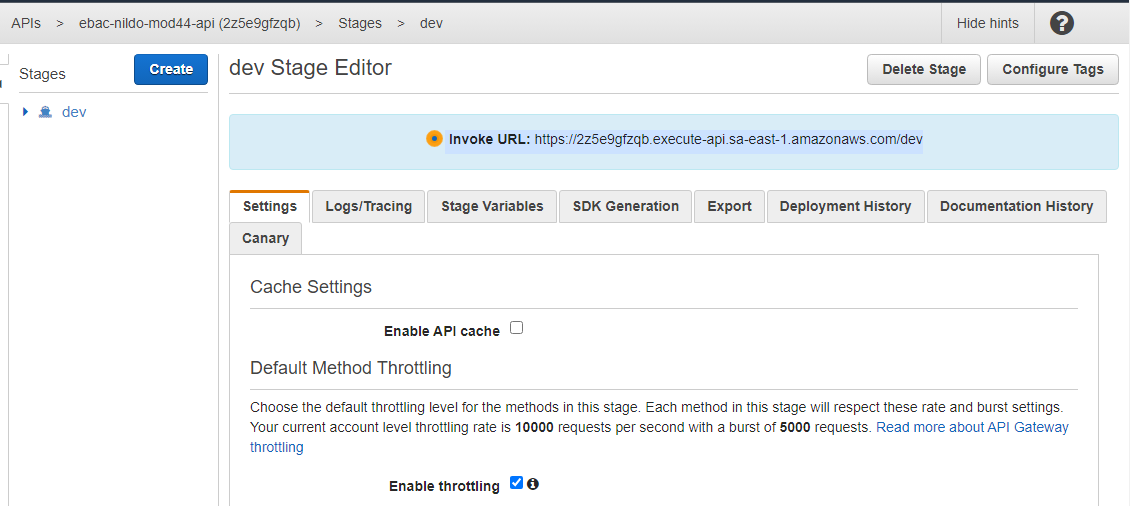 APIs > ebac-nildo-mod44-api (2z5e9gfzqb) > Stages > dev Hide hints ?
Stages Create
dev
dev Stage Editor Delete Stage Configure Tags
Invoke URL: https://2z5e9gfzqb.execute-api.sa-east-1.amazonaws.com/dev
Settings Logs/Tracing Stage Variables SDK Generation Export Deployment History Documentation History
Canary
Cache Settings
Enable API cache
Default Method Throttling
Choose the default throttling level for the methods in this stage. Each method in this stage will respect these rate and burst settings.
Your current account level throttling rate is 10000 requests per second with a burst of 5000 requests. Read more about API Gateway
throttling
Enable throttling